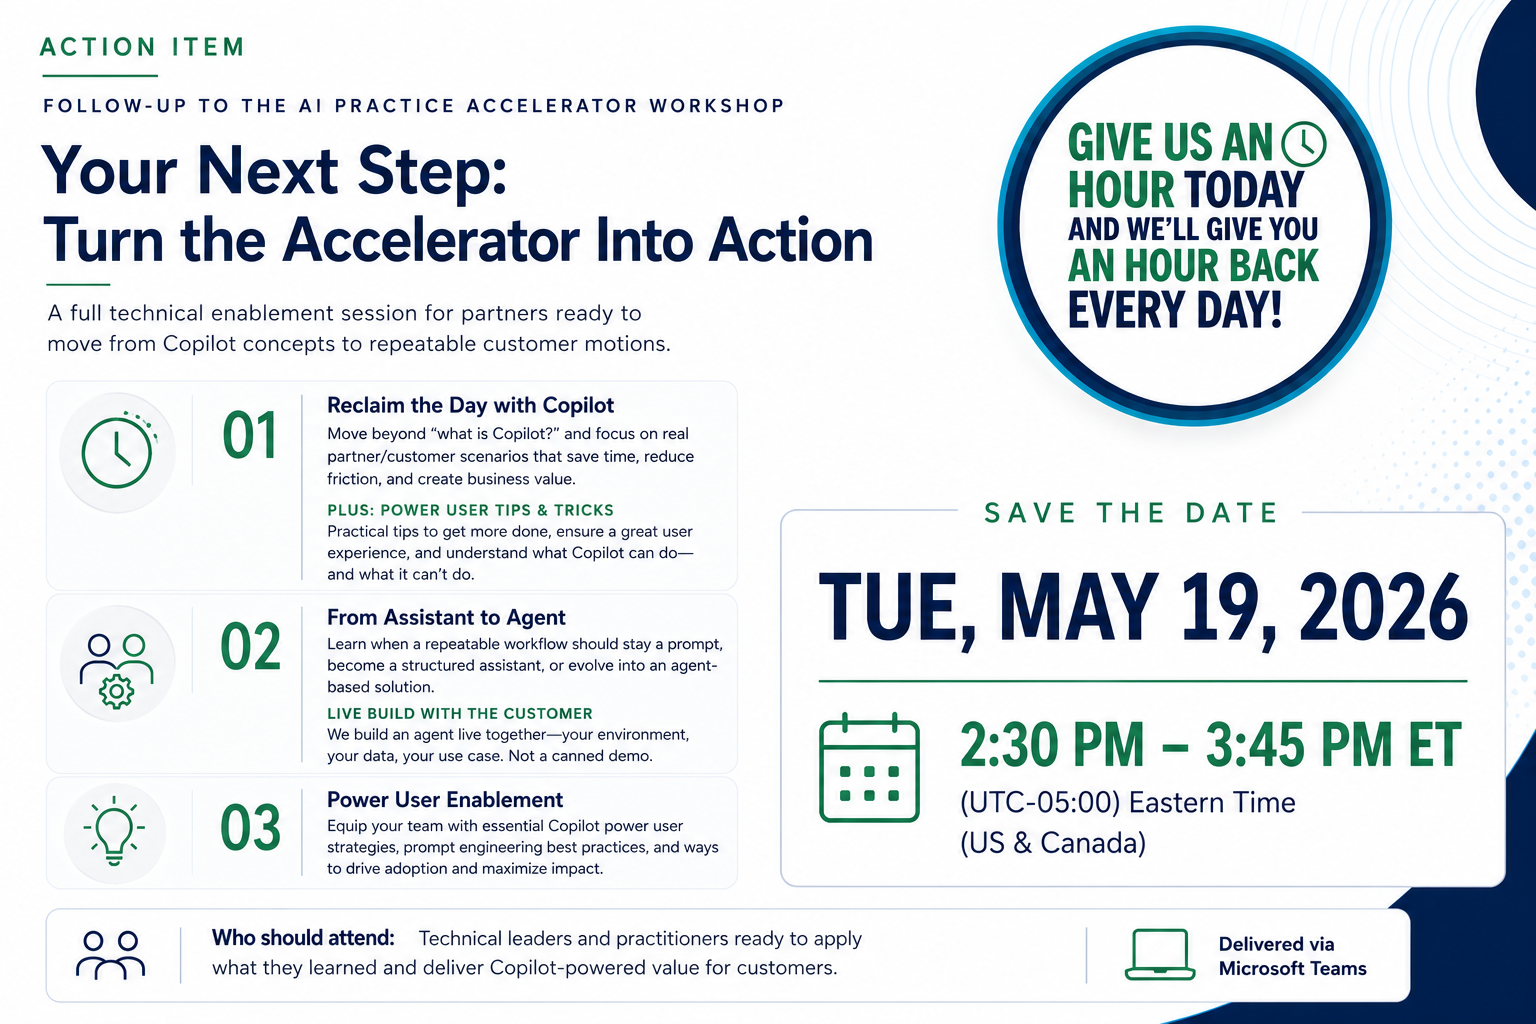 ACTION ITEM
FOLLOW-UP TO THE AI PRACTICE ACCELERATOR WORKSHOP
Your Next Step:
Turn the Accelerator Into Action
A full technical enablement session for partners ready to
move from Copilot concepts to repeatable customer motions.
GIVE US AN
HOUR TODAY
AND WE'LL GIVE YOU
AN HOUR BACK
EVERY DAY!
01
Reclaim the Day with Copilot
Move beyond “what is Copilot?” and focus on real
partner/customer scenarios that save time, reduce
friction, and create business value.
PLUS: POWER USER TIPS & TRICKS
Practical tips to get more done, ensure a great user
experience, and understand what Copilot can do—
and what it can’t do.
02
From Assistant to Agent
Learn when a repeatable workflow should stay a prompt,
become a structured assistant, or evolve into an agent-
based solution.
LIVE BUILD WITH THE CUSTOMER
We build an agent live together—your environment,
your data, your use case. Not a canned demo.
03
Power User Enablement
Equip your team with essential Copilot power user
strategies, prompt engineering best practices, and ways
to drive adoption and maximize impact.
SAVE THE DATE
TUE, MAY 19, 2026
2:30 PM – 3:45 PM ET
(UTC-05:00) Eastern Time
(US & Canada)
Who should attend: Technical leaders and practitioners ready to apply
what they learned and deliver Copilot-powered value for customers.
Delivered via
Microsoft Teams